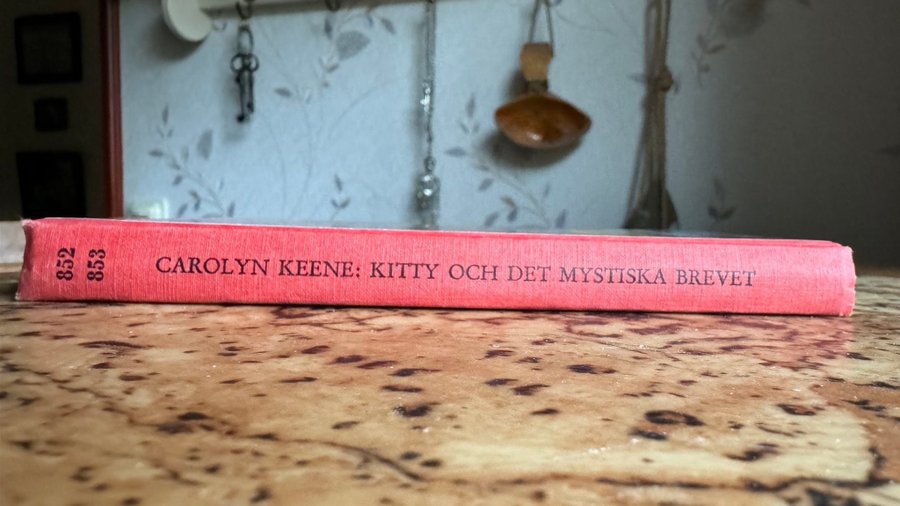 852
853
CAROLYN KEENE: KITTY OCH DET MYSTISKA BREVET